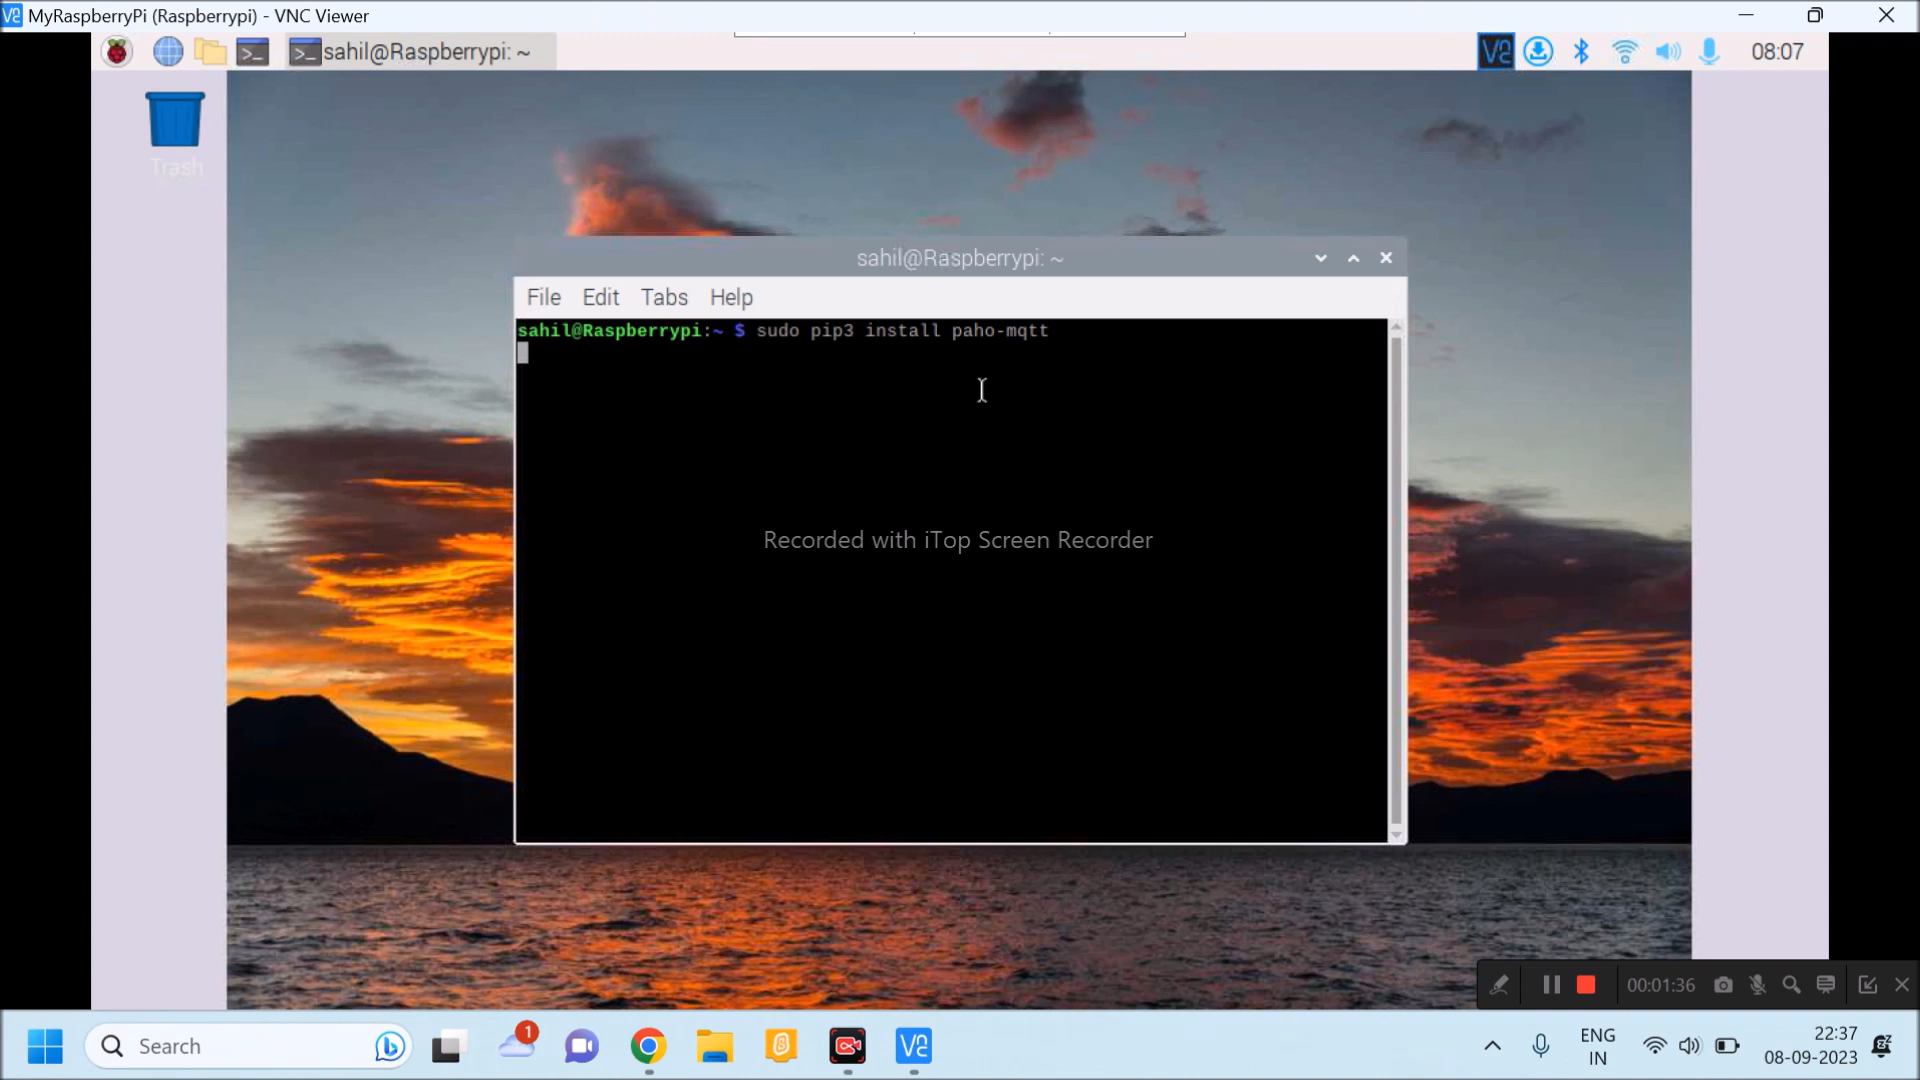 MyRaspberryPi (Raspberrypi) - VNC Viewer
sahil@Raspberrypi: ~
08:07
Trash
sahil@Raspberrypi: ~
File Edit Tabs Help
sahil@Raspberrypi:~ $ sudo pip3 install paho-mqtt
Recorded with iTop Screen Recorder
00:01:36
Search
1
ENG
IN
22:37
08-09-2023